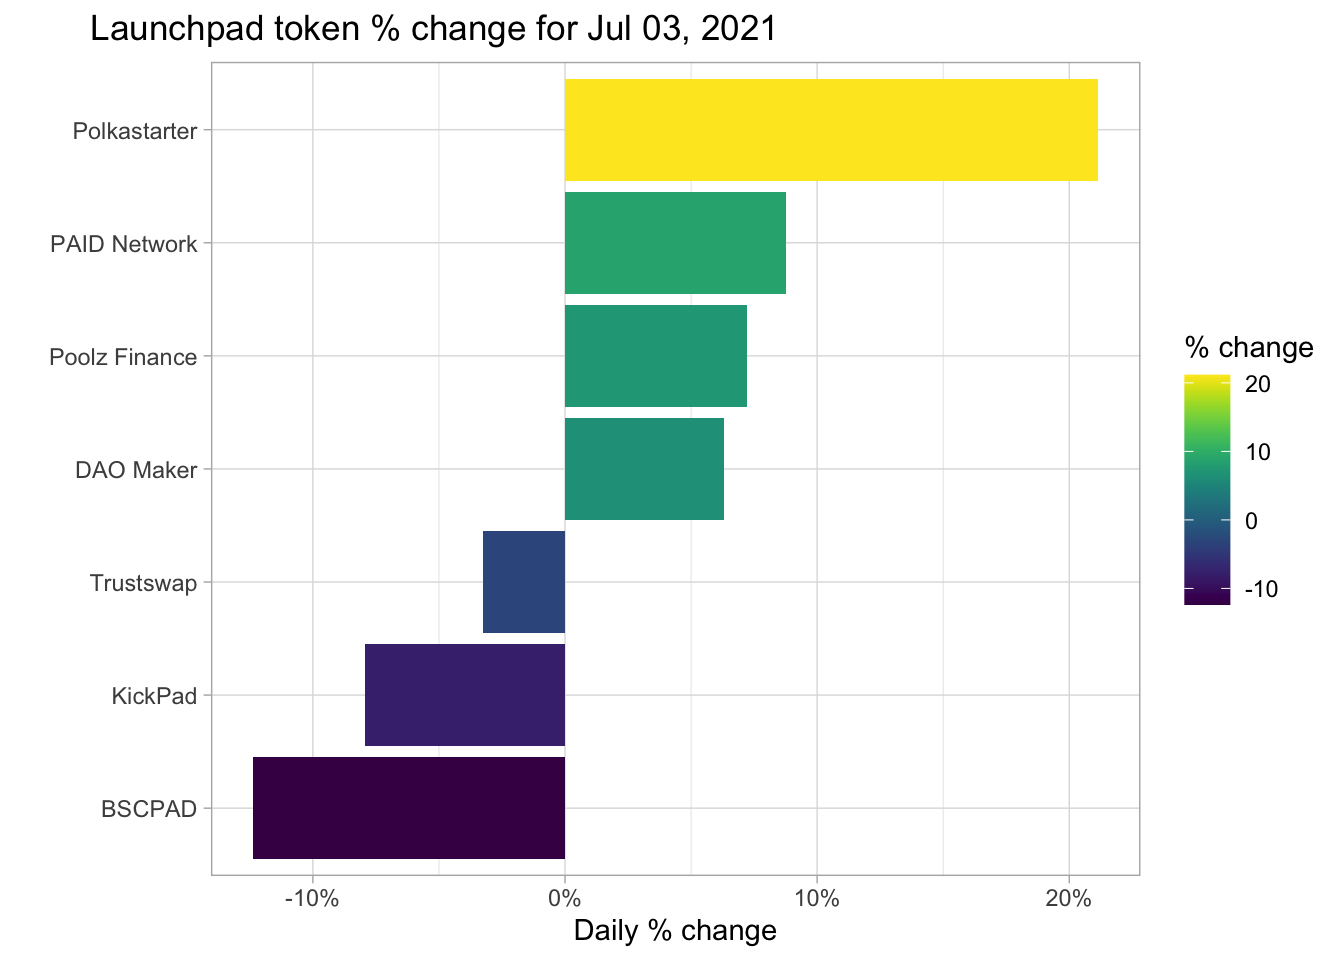 Launchpad token % change for Jul 03, 2021
Polkastarter
PAID Network
Poolz Finance
DAO Maker
Trustswap
KickPad
BSCPAD
-10%
0%
10%
20%
Daily % change
% change
20
10
0
-10